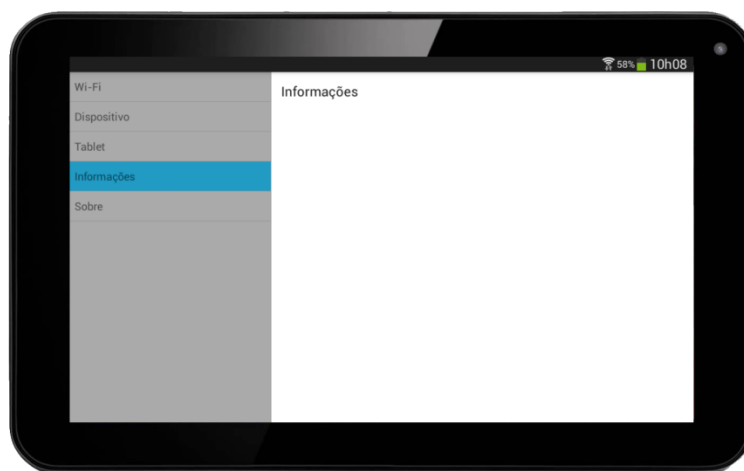 58% 10h08
Wi-Fi
Dispositivo
Tablet
Informações
Sobre
Informações